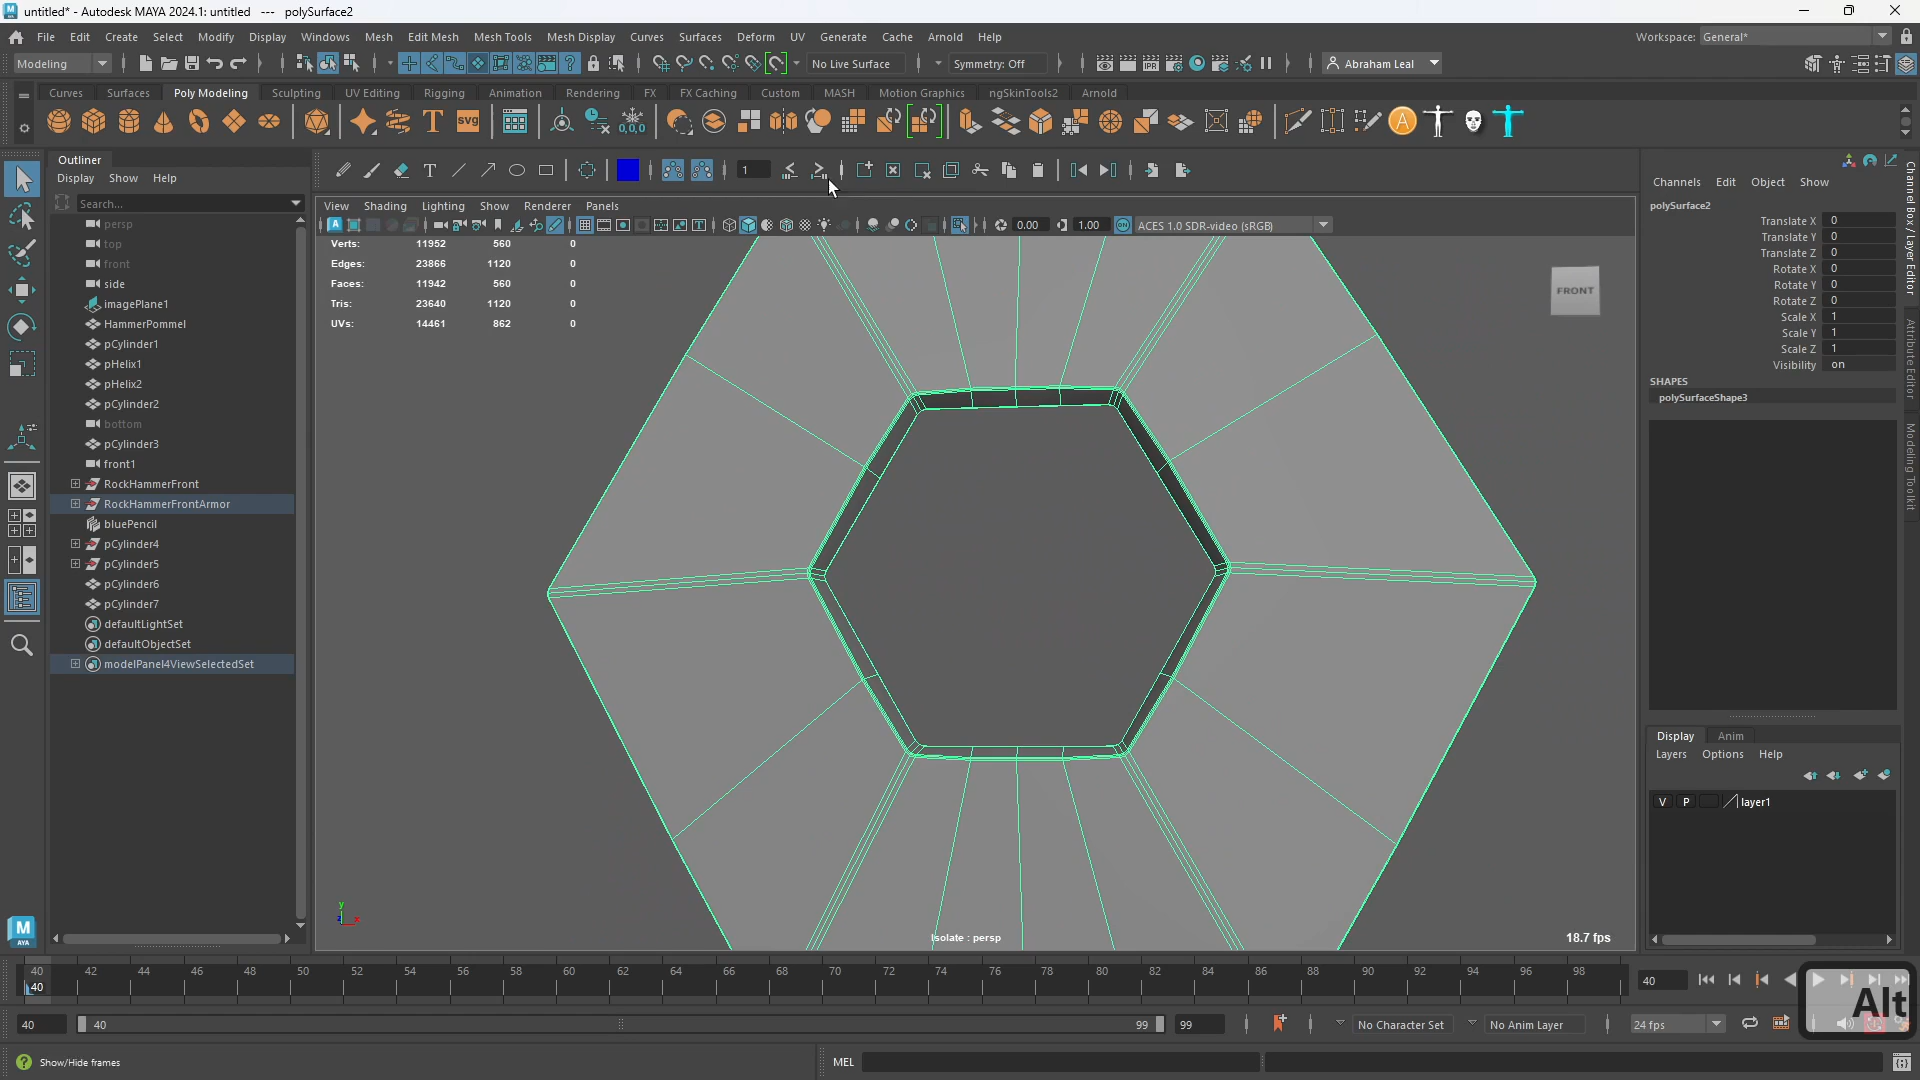 untitled* - Autodesk MAYA 2024.1: untitled --- polySurface2
File Edit Create Select Modify Display Windows Mesh Edit Mesh Mesh Tools Mesh Display Curves Surfaces Deform UV Generate Cache Arnold Help
Workspace: General*
Modeling
No Live Surface
Symmetry: Off
Abraham Leal
Curves Surfaces Poly Modeling Sculpting UV Editing Rigging Animation Rendering FX FX Caching Custom MASH Motion Graphics ngSkinTools2 Arnold
Outliner
Display Show Help
Search...
persp
top
front
side
imagePlane1
HammerPommel
pCylinder1
pHelix1
pHelix2
pCylinder2
bottom
pCylinder3
front1
RockHammerFront
RockHammerFrontArmor
bluePencil
pCylinder4
pCylinder5
pCylinder6
pCylinder7
defaultLightSet
defaultObjectSet
modelPanel4ViewSelectedSet
1
View Shading Lighting Show Renderer Panels
0.00 1.00 ACES 1.0 SDR-video (sRGB)
Verts: 11952 560 0
Edges: 23866 1120 0
Faces: 11942 560 0
Tris: 23640 1120 0
UVs: 14461 862 0
FRONT
y
x
Isolate : persp
18.7 fps
Channels Edit Object Show
polySurface2
Translate X 0
Translate Y 0
Translate Z 0
Rotate X 0
Rotate Y 0
Rotate Z 0
Scale X 1
Scale Y 1
Scale Z 1
Visibility on
SHAPES
polySurfaceShape3
Channel Box / Layer Editor
Attribute Editor
Modeling Toolkit
Display Anim
Layers Options Help
V P layer1
40 42 44 46 48 50 52 54 56 58 60 62 64 66 68 70 72 74 76 78 80 82 84 86 88 90 92 94 96 98
40
40
40 40 99 99
No Character Set
No Anim Layer
24 fps
Alt
Show/Hide frames
MEL
M
AYA